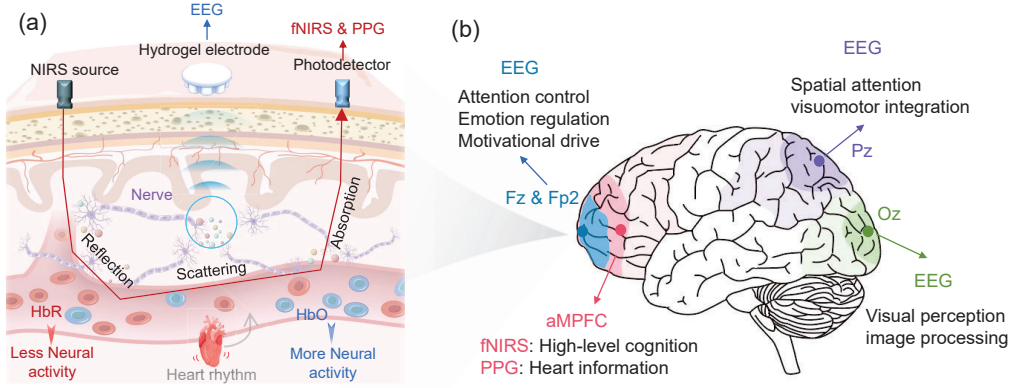 (a)
EEG
fNIRS & PPG
Hydrogel electrode
NIRS source
Photodetector
Nerve
Reflection
Scattering
Absorption
HbR
HbO
Less Neural
activity
Heart rhythm
More Neural
activity
(b)
EEG
Attention control
Emotion regulation
Motivational drive
Fz & Fp2
EEG
Spatial attention
visuomotor integration
Pz
Oz
EEG
Visual perception
image processing
aMPFC
fNIRS: High-level cognition
PPG: Heart information